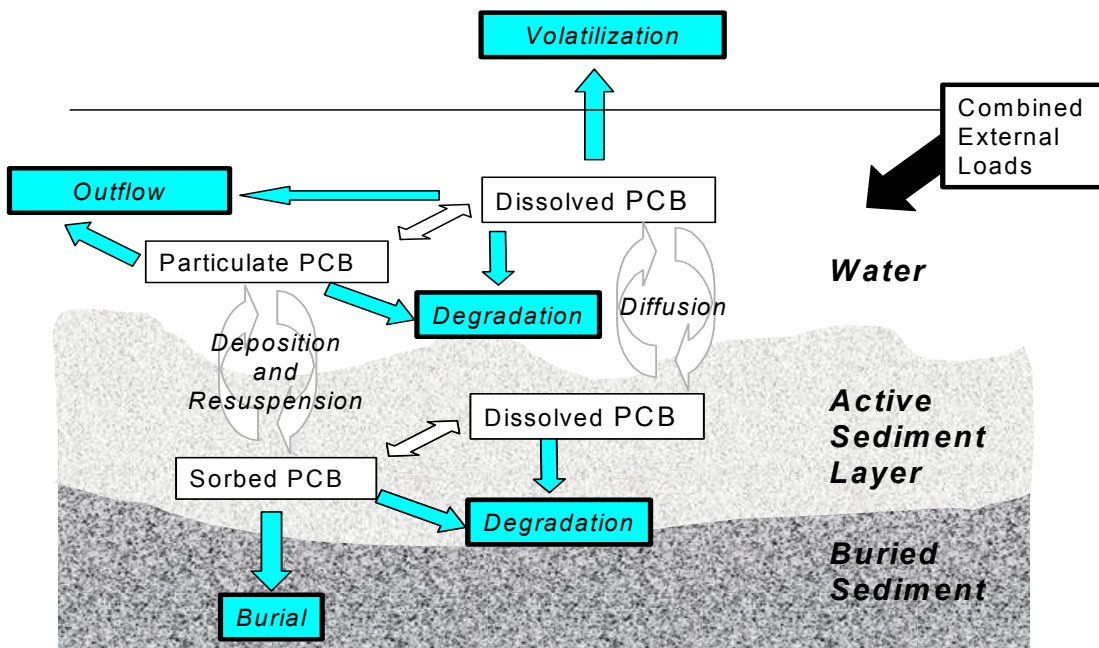 Volatilization
Combined
External
Loads
Outflow
Dissolved PCB
Particulate PCB
Water
Degradation
Diffusion
Deposition
and
Resuspension
Dissolved PCB
Active
Sediment
Layer
Sorbed PCB
Degradation
Buried
Sediment
Burial